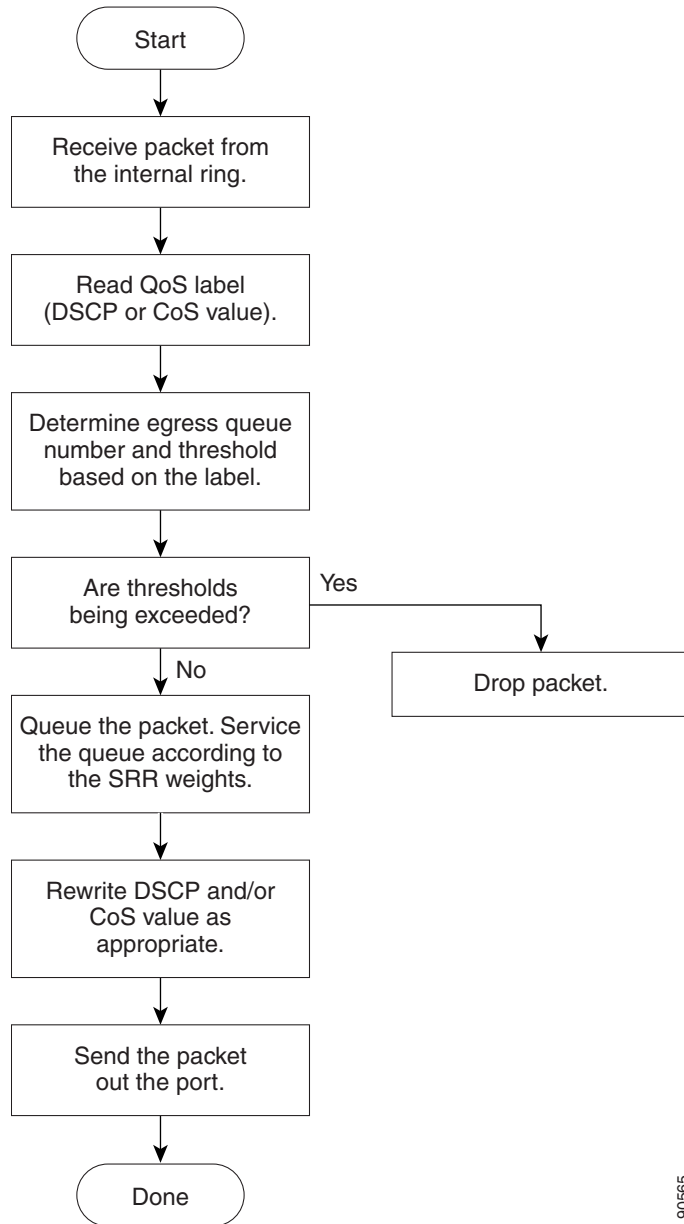 Start
Receive packet from
the internal ring.
Read QoS label
(DSCP or CoS value).
Determine egress queue
number and threshold
based on the label.
Are thresholds
being exceeded?
Yes
No
Drop packet.
Queue the packet. Service
the queue according to
the SRR weights.
Rewrite DSCP and/or
CoS value as
appropriate.
Send the packet
out the port.
Done
90565